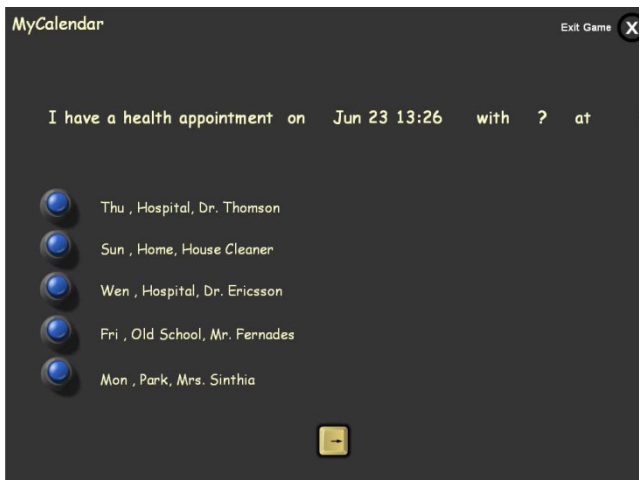 MyCalendar
Exit Game X
I have a health appointment on Jun 23 13:26 with ? at
Thu , Hospital, Dr. Thomson
Sun , Home, House Cleaner
Wen , Hospital, Dr. Ericsson
Fri , Old School, Mr. Fernades
Mon , Park, Mrs. Sinthia